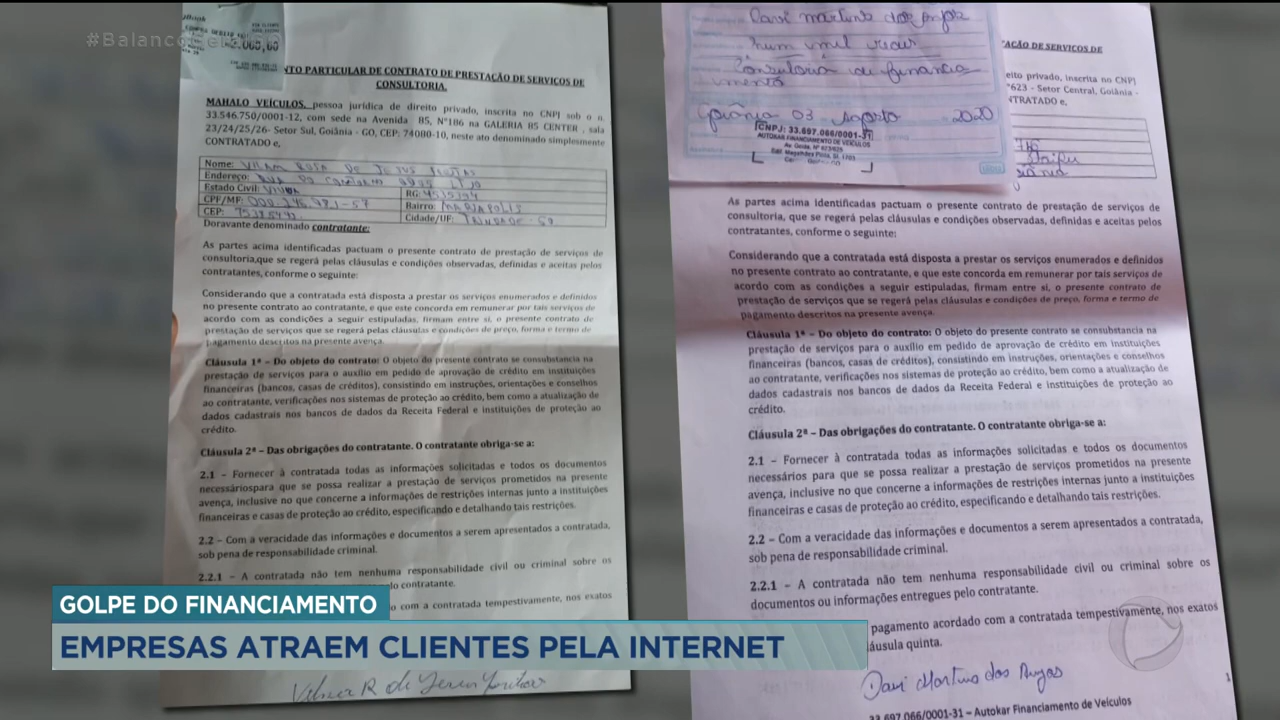 #Balanço
NTO PARTICULAR DE CONTRATO DE PRESTAÇÃO DE SERVIÇOS DE
CONSULTORIA.
MAHALO VEÍCULOS, pessoa jurídica de direito privado, inscrita no CNPJ sob o n.
33.546.750/0001-12, com sede na Avenida 85, N°186 na GALERIA 85 CENTER , sala
23/24/25/26- Setor Sul, Goiânia - GO, CEP: 74080-10, neste ato denominado simplesmente
CONTRATADO e,
Nome:
Endereço:
Estado Civil: VIUVA RG:
CPF/MF: Bairro:
CEP: Cidade/UF:
Doravante denominado contratante:
As partes acima identificadas pactuam o presente contrato de prestação de serviços de
consultoria,que se regerá pelas cláusulas e condições observadas, definidas e aceitas pelos
contratantes, conforme o seguinte:
Considerando que a contratada está disposta a prestar os serviços enumerados e definidos
no presente contrato ao contratante, e que este concorda em remunerar por tais serviços de
acordo com as condições a seguir estipuladas, firmam entre si, o presente contrato de
prestação de serviços que se regerá pelas cláusulas e condições de preço, forma e termo de
pagamento descritos na presente avença.
Cláusula 1ª – Do objeto do contrato: O objeto do presente contrato se consubstancia na
prestação de serviços para o auxílio em pedido de aprovação de crédito em instituições
financeiras (bancos, casas de créditos), consistindo em instruções, orientações e conselhos
ao contratante, verificações nos sistemas de proteção ao crédito, bem como a atualização de
dados cadastrais nos bancos de dados da Receita Federal e instituições de proteção ao
crédito.
Cláusula 2ª – Das obrigações do contratante. O contratante obriga-se a:
2.1 – Fornecer à contratada todas as informações solicitadas e todos os documentos
necessáriospara que se possa realizar a prestação de serviços prometidos na presente
avença, inclusive no que concerne a informações de restrições internas junto a instituições
financeiras e casas de proteção ao crédito, especificando e detalhando tais restrições.
2.2 – Com a veracidade das informações e documentos a serem apresentados a contratada,
sob pena de responsabilidade criminal.
2.2.1 – A contratada não tem nenhuma responsabilidade civil ou criminal sobre os
elo contratante.
o com a contratada tempestivamente, nos exatos
Davi Martins dos Anjos
hum mil reais
Consultoria de financia
mento
Goiânia 03 Agosto 2020
CNPJ: 33.697.066/0001-31
AUTOKAR FINANCIAMENTO DE VEÍCULOS
AÇÃO DE SERVIÇOS DE
eito privado, inscrita no CNPJ
°623 - Setor Central, Goiânia -
NTRATADO e,
As partes acima identificadas pactuam o presente contrato de prestação de serviços de
consultoria, que se regerá pelas cláusulas e condições observadas, definidas e aceitas pelos
contratantes, conforme o seguinte:
Considerando que a contratada está disposta a prestar os serviços enumerados e definidos
no presente contrato ao contratante, e que este concorda em remunerar por tais serviços de
acordo com as condições a seguir estipuladas, firmam entre si, o presente contrato de
prestação de serviços que se regerá pelas cláusulas e condições de preço, forma e termo de
pagamento descritos na presente avença.
Cláusula 1ª – Do objeto do contrato: O objeto do presente contrato se consubstancia na
prestação de serviços para o auxílio em pedido de aprovação de crédito em instituições
financeiras (bancos, casas de créditos), consistindo em instruções, orientações e conselhos
ao contratante, verificações nos sistemas de proteção ao crédito, bem como a atualização de
dados cadastrais nos bancos de dados da Receita Federal e instituições de proteção ao
crédito.
Cláusula 2ª – Das obrigações do contratante. O contratante obriga-se a:
2.1 – Fornecer à contratada todas as informações solicitadas e todos os documentos
necessários para que se possa realizar a prestação de serviços prometidos na presente
avença, inclusive no que concerne a informações de restrições internas junto a instituições
financeiras e casas de proteção ao crédito, especificando e detalhando tais restrições.
2.2 – Com a veracidade das informações e documentos a serem apresentados a contratada,
sob pena de responsabilidade criminal.
2.2.1 – A contratada não tem nenhuma responsabilidade civil ou criminal sobre os
documentos ou informações entregues pelo contratante.
pagamento acordado com a contratada tempestivamente, nos exatos
láusula quinta.
Davi Martins dos Anjos
1
33.697.066/0001-31 – Autokar Financiamento de Veículos
GOLPE DO FINANCIAMENTO
EMPRESAS ATRAEM CLIENTES PELA INTERNET